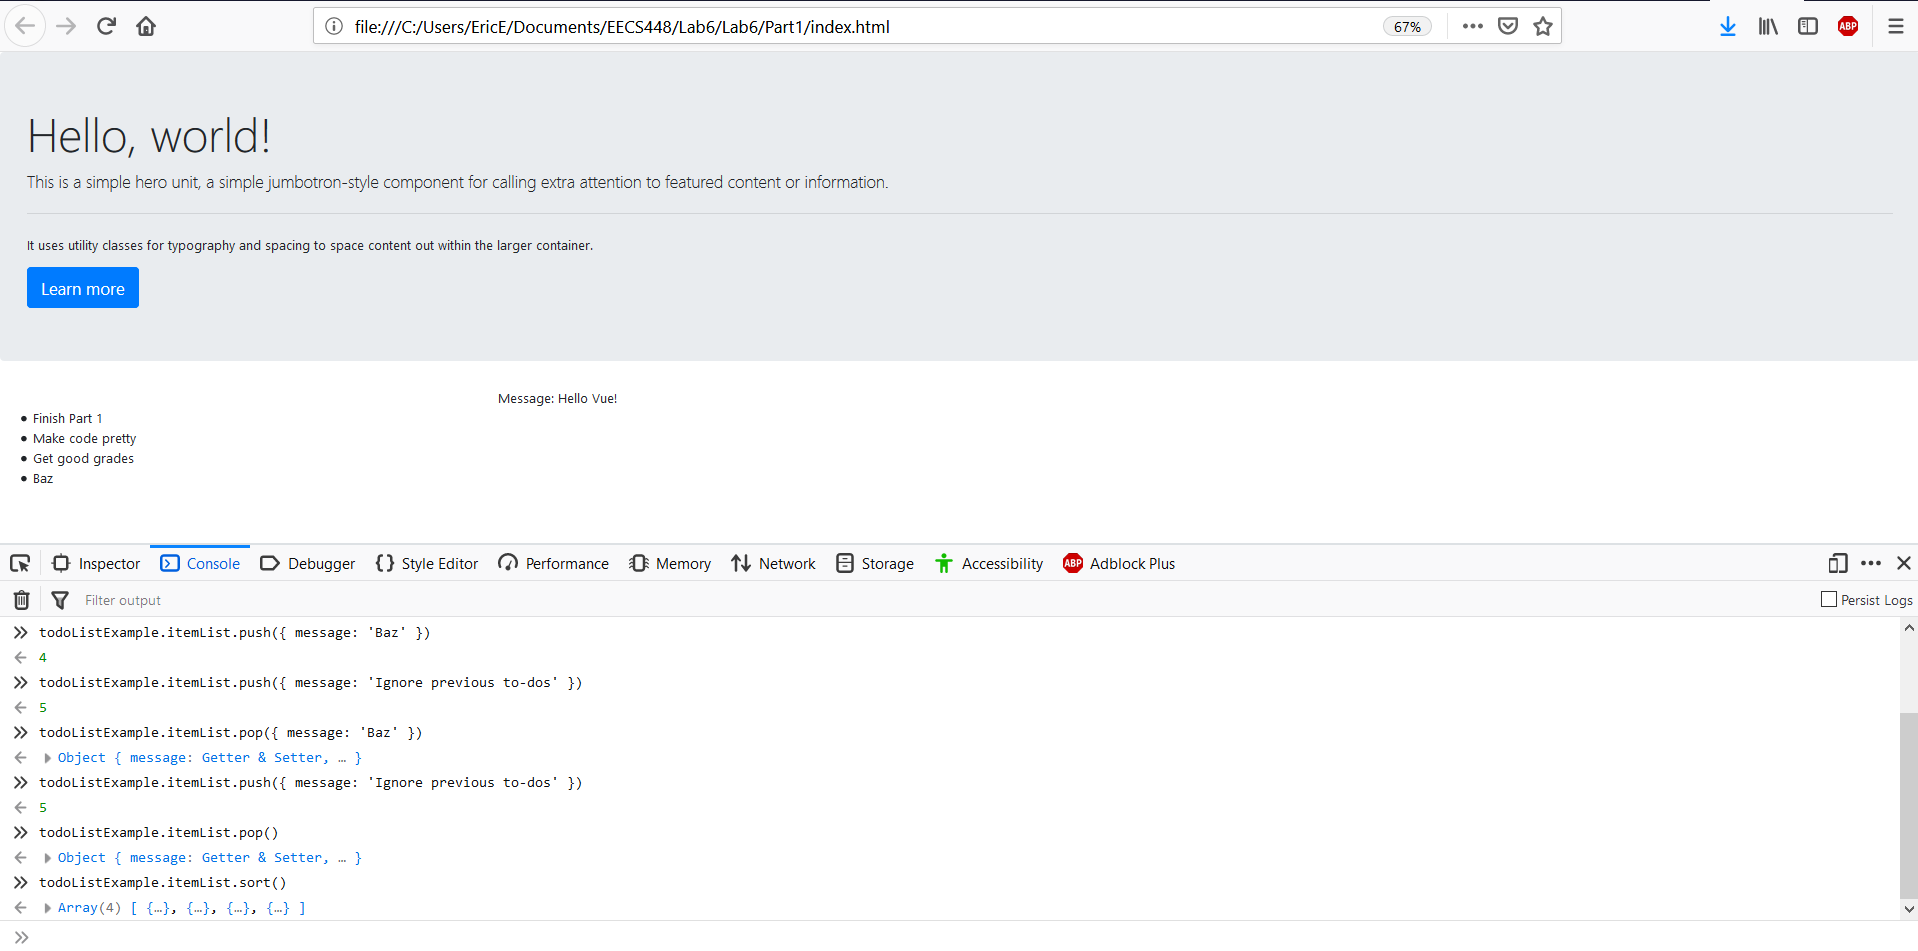 file:///C:/Users/EricE/Documents/EECS448/Lab6/Lab6/Part1/index.html 67% ABP
Hello, world!
This is a simple hero unit, a simple jumbotron-style component for calling extra attention to featured content or information.
It uses utility classes for typography and spacing to space content out within the larger container.
Learn more
Message: Hello Vue!
Finish Part 1
Make code pretty
Get good grades
Baz
Inspector Console Debugger Style Editor Performance Memory Network Storage Accessibility ABP Adblock Plus
Filter output Persist Logs
todoListExample.itemList.push({ message: 'Baz' })
4
todoListExample.itemList.push({ message: 'Ignore previous to-dos' })
5
todoListExample.itemList.pop({ message: 'Baz' })
Object { message: Getter & Setter, … }
todoListExample.itemList.push({ message: 'Ignore previous to-dos' })
5
todoListExample.itemList.pop()
Object { message: Getter & Setter, … }
todoListExample.itemList.sort()
Array(4) [ {…}, {…}, {…}, {…} ]